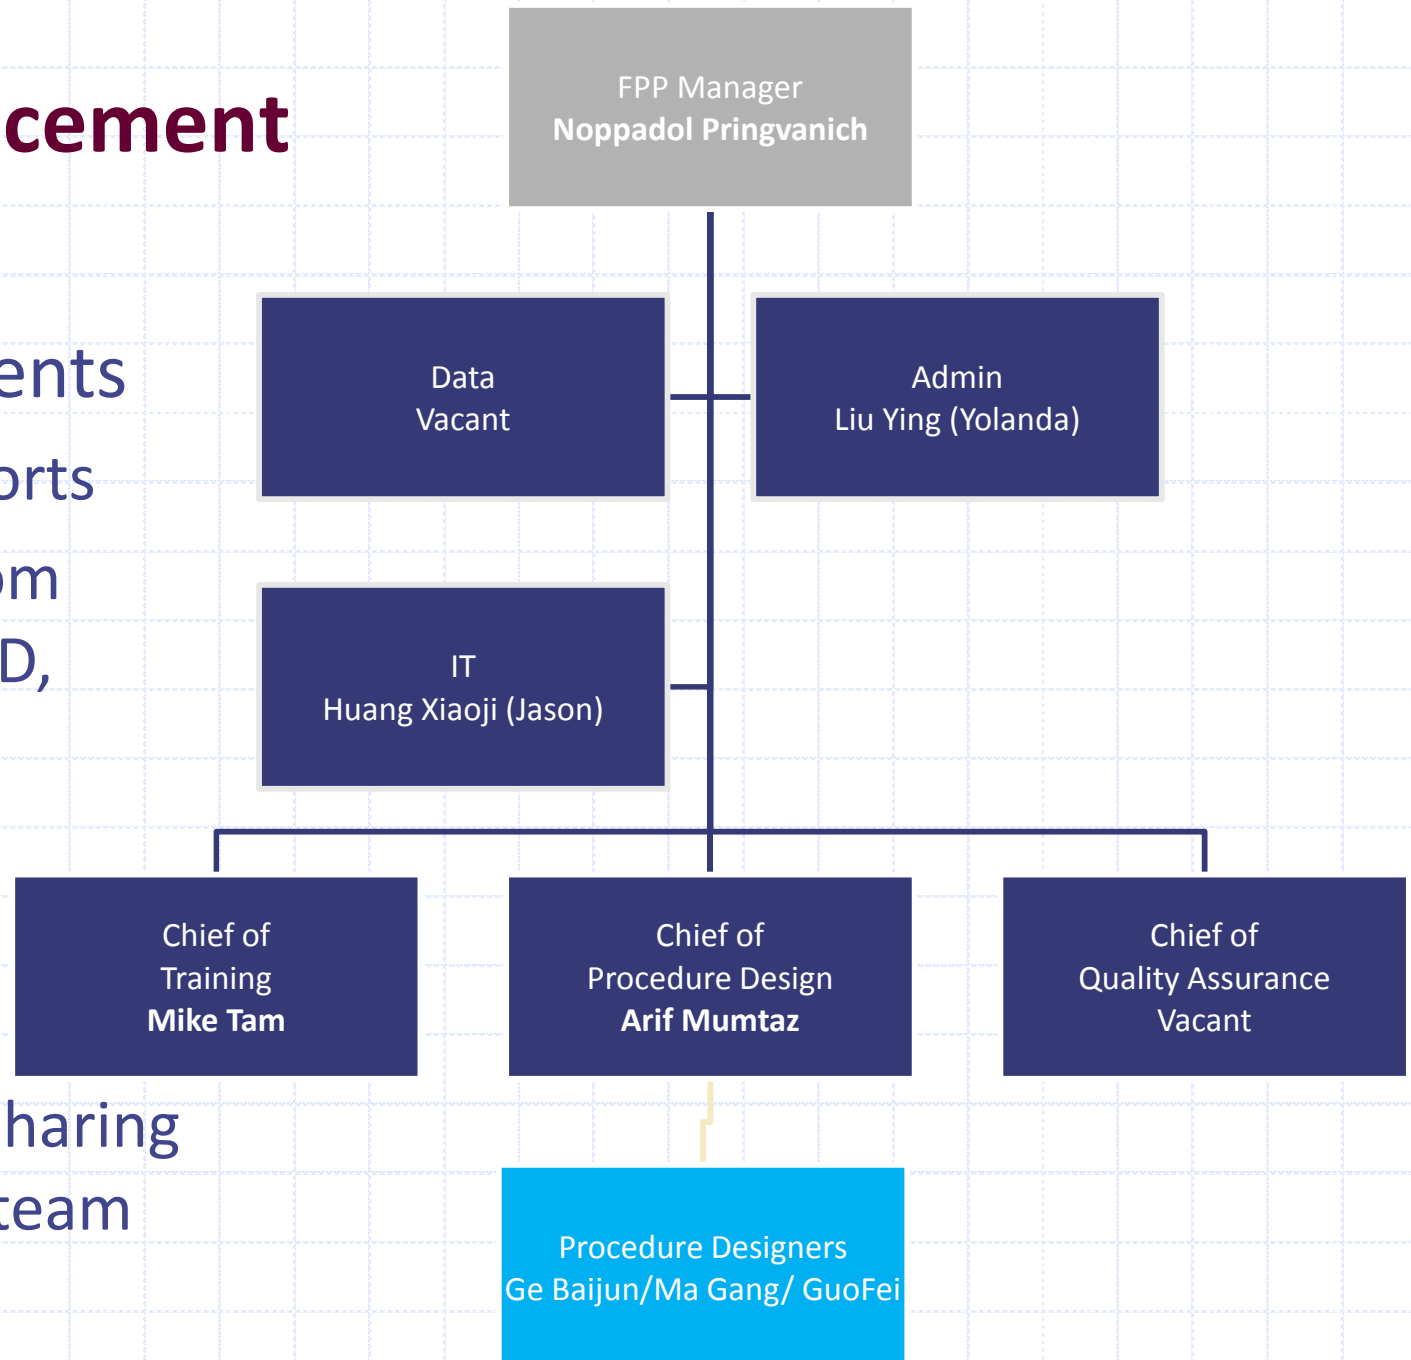 cement
FPP Manager
Noppadol Pringvanich
ents
orts
om
D,
Data
Vacant
Admin
Liu Ying (Yolanda)
IT
Huang Xiaoji (Jason)
Chief of
Training
Mike Tam
Chief of
Procedure Design
Arif Mumtaz
Chief of
Quality Assurance
Vacant
haring
team
Procedure Designers
Ge Baijun/Ma Gang/ GuoFei